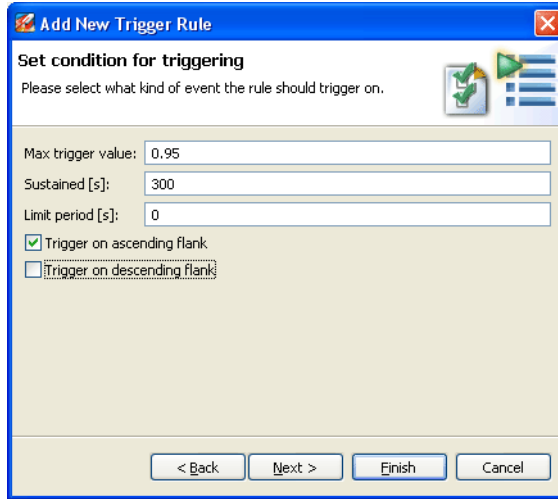 Add New Trigger Rule
Set condition for triggering
Please select what kind of event the rule should trigger on.
Max trigger value: 0.95
Sustained [s]: 300
Limit period [s]: 0
Trigger on ascending flank
Trigger on descending flank
< Back Next > Finish Cancel